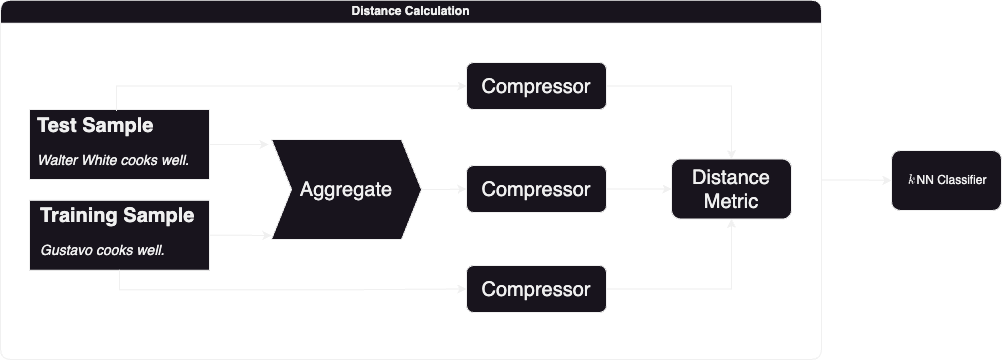 Distance Calculation
Compressor
Test Sample
Walter White cooks well.
Aggregate
Compressor
Distance
Metric
k-NN Classifier
Training Sample
Gustavo cooks well.
Compressor